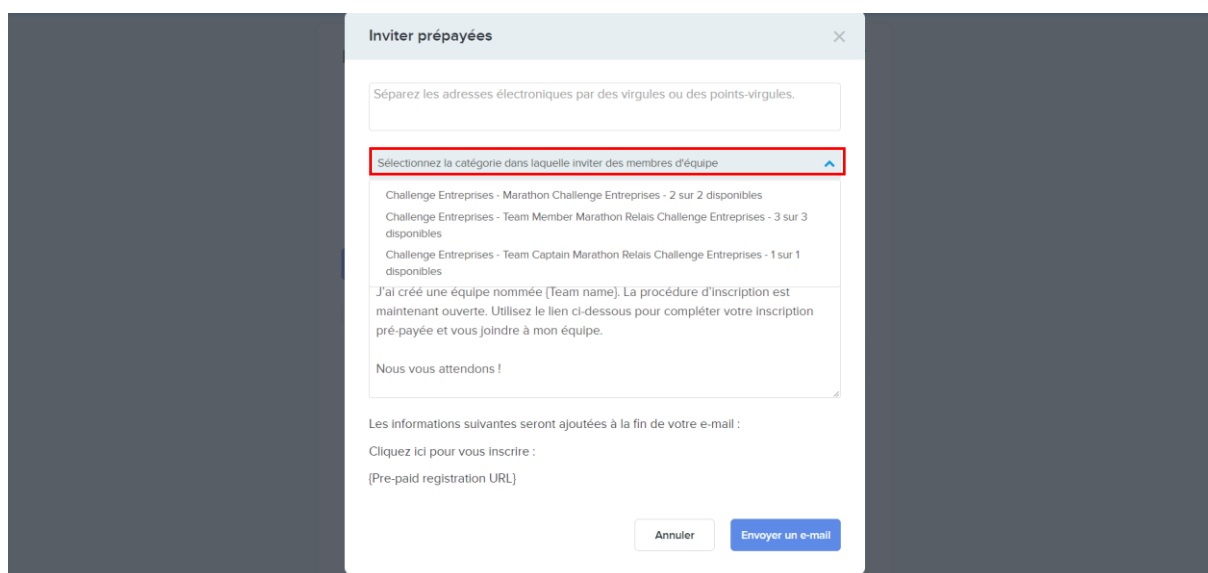 Inviter prépayées
Séparez les adresses électroniques par des virgules ou des points-virgules.
Sélectionnez la catégorie dans laquelle inviter des membres d'équipe
Challenge Entreprises - Marathon Challenge Entreprises - 2 sur 2 disponibles
Challenge Entreprises - Team Member Marathon Relais Challenge Entreprises - 3 sur 3
disponibles
Challenge Entreprises - Team Captain Marathon Relais Challenge Entreprises - 1 sur 1
disponibles
J'ai créé une équipe nommée {Team name}. La procédure d'inscription est
maintenant ouverte. Utilisez le lien ci-dessous pour compléter votre inscription
pré-payée et vous joindre à mon équipe.
Nous vous attendons !
Les informations suivantes seront ajoutées à la fin de votre e-mail :
Cliquez ici pour vous inscrire :
{Pre-paid registration URL}
Annuler
Envoyer un e-mail